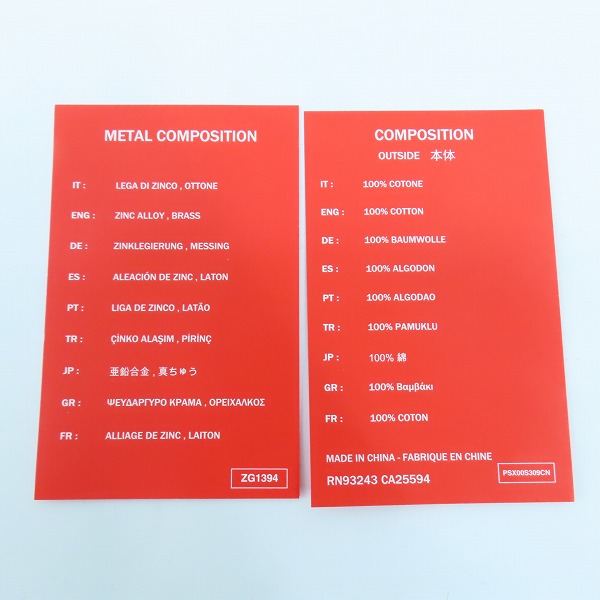 METAL COMPOSITION
IT : LEGA DI ZINCO , OTTONE
ENG : ZINC ALLOY , BRASS
DE : ZINKLEGIERUNG , MESSING
ES : ALEACIÓN DE ZINC , LATON
PT : LIGA DE ZINCO , LATÃO
TR : ÇINKO ALAŞIM , PİRİNÇ
JP : 亜鉛合金 , 真ちゅう
GR : ΨΕΥΔΑΡΓΥΡΟ ΚΡΑΜΑ , ΟΡΕΙΧΑΛΚΟΣ
FR : ALLIAGE DE ZINC , LAITON
ZG1394
COMPOSITION
OUTSIDE 本体
IT : 100% COTONE
ENG : 100% COTTON
DE : 100% BAUMWOLLE
ES : 100% ALGODON
PT : 100% ALGODAO
TR : 100% PAMUKLU
JP : 100% 綿
GR : 100% Βαμβάκι
FR : 100% COTON
MADE IN CHINA - FABRIQUE EN CHINE
RN93243 CA25594
PSX00S309CN